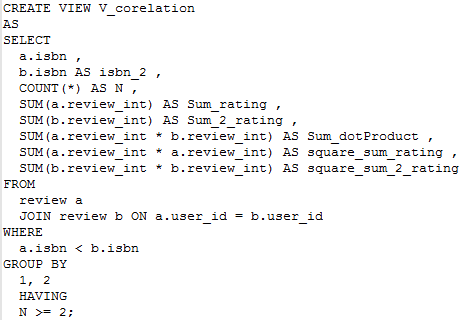 CREATE VIEW V_corelation
AS
SELECT
a.isbn ,
b.isbn AS isbn_2 ,
COUNT(*) AS N ,
SUM(a.review_int) AS Sum_rating ,
SUM(b.review_int) AS Sum_2_rating ,
SUM(a.review_int * b.review_int) AS Sum_dotProduct ,
SUM(a.review_int * a.review_int) AS square_sum_rating ,
SUM(b.review_int * b.review_int) AS square_sum_2_rating
FROM
review a
JOIN review b ON a.user_id = b.user_id
WHERE
a.isbn < b.isbn
GROUP BY
1, 2
HAVING
N >= 2;